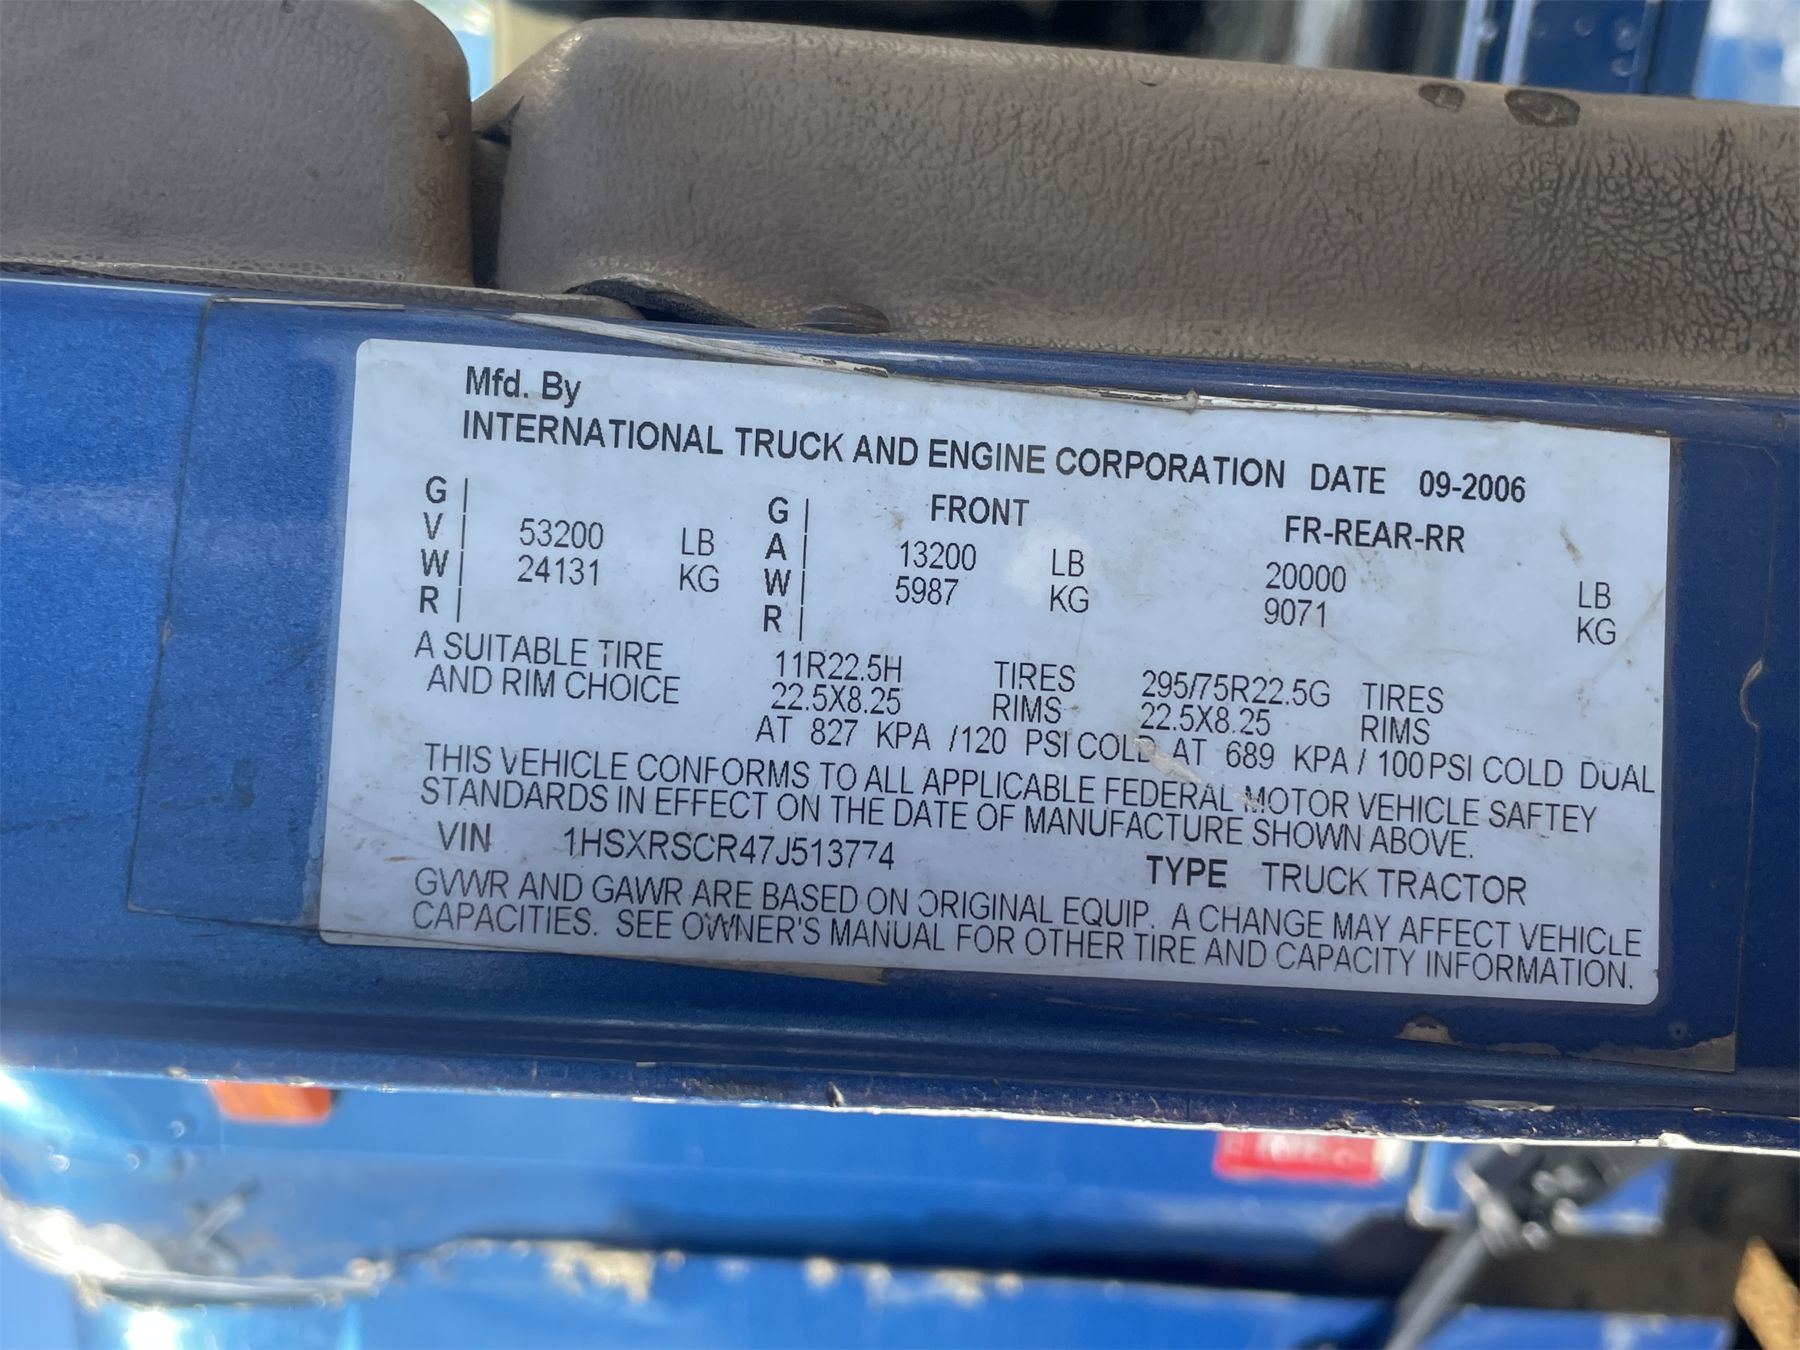 Mfd. By
INTERNATIONAL TRUCK AND ENGINE CORPORATION DATE 09-2006
GVWR 53200 LB 24131 KG
GAWR FRONT 13200 LB 5987 KG
FR-REAR-RR 20000 LB 9071 KG
A SUITABLE TIRE 11R22.5H TIRES 295/75R22.5G TIRES
AND RIM CHOICE 22.5X8.25 RIMS 22.5X8.25 RIMS
AT 827 KPA /120 PSI COLD AT 689 KPA / 100PSI COLD DUAL
THIS VEHICLE CONFORMS TO ALL APPLICABLE FEDERAL MOTOR VEHICLE SAFTEY
STANDARDS IN EFFECT ON THE DATE OF MANUFACTURE SHOWN ABOVE.
VIN 1HSXRSCR47J513774 TYPE TRUCK TRACTOR
GVWR AND GAWR ARE BASED ON ORIGINAL EQUIP. A CHANGE MAY AFFECT VEHICLE
CAPACITIES. SEE OWNER'S MANUAL FOR OTHER TIRE AND CAPACITY INFORMATION.